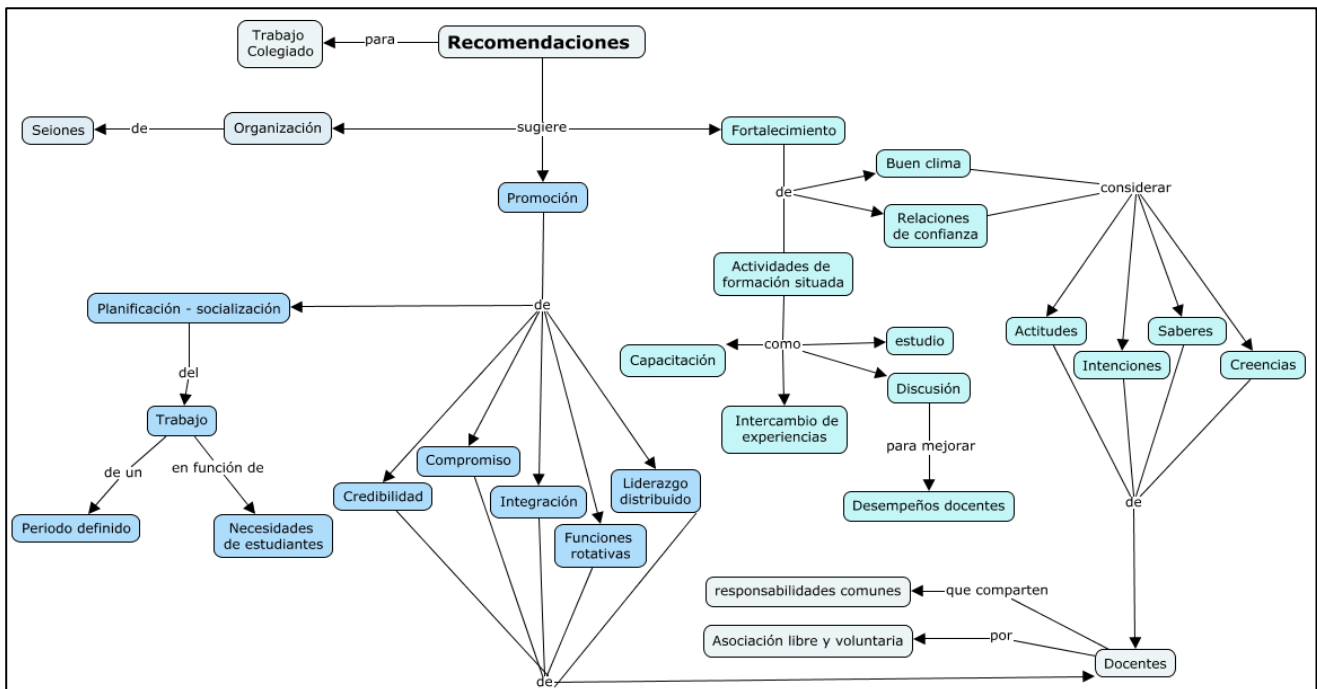 Trabajo
Colegiado
para
Recomendaciones
Seiones
de
Organización
sugiere
Fortalecimiento
Promoción
de
Buen clima
Relaciones
de confianza
considerar
Actividades de
formación situada
Planificación - socialización
de
Actitudes
Saberes
Intenciones
Creencias
como
Capacitación
estudio
Discusión
Intercambio de
experiencias
para mejorar
Desempeños docentes
del
Trabajo
de un
en función de
Periodo definido
Necesidades
de estudiantes
Credibilidad
Compromiso
Integración
Funciones
rotativas
Liderazgo
distribuido
de
de
responsabilidades comunes
que comparten
Asociación libre y voluntaria
por
Docentes